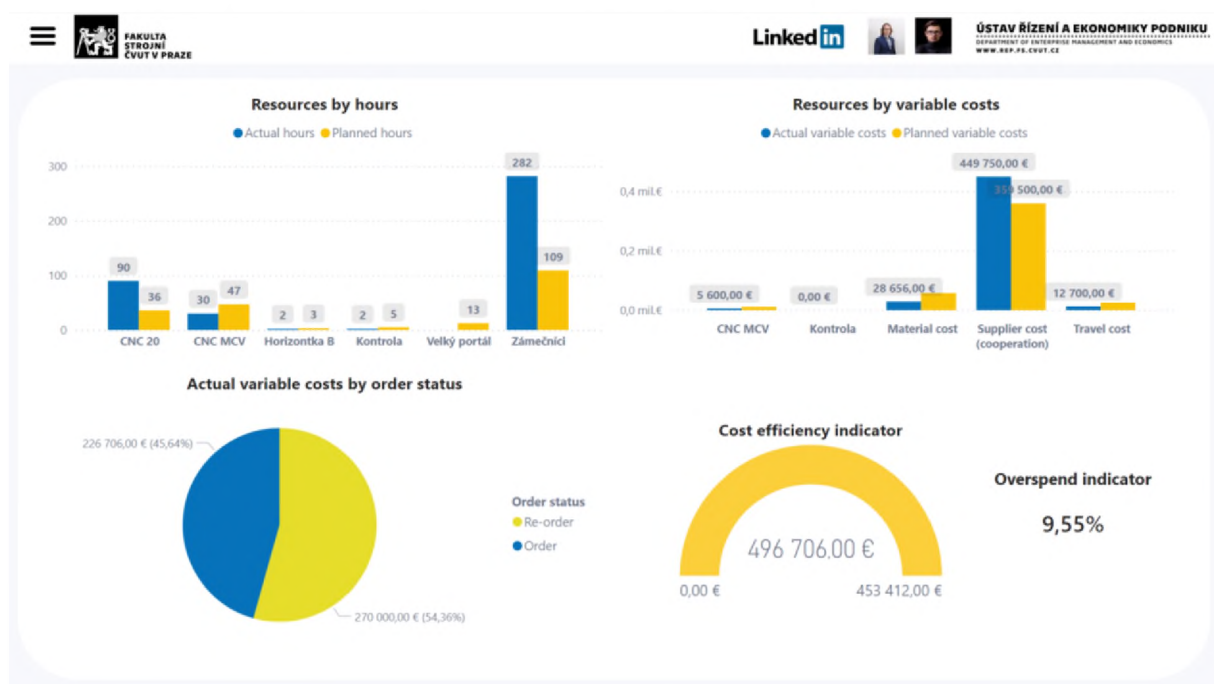 FAKULTA
STROJNÍ
ČVUT V PRAZE
Linked in
ÚSTAV ŘÍZENÍ A EKONOMIKY PODNIKU
DEPARTMENT OF ENTERPRISE MANAGEMENT AND ECONOMICS
WWW.REP.FS.CVUT.CZ
Resources by hours
Actual hours Planned hours
300
200
100
0
90
36
30
47
2
3
2
5
13
282
109
CNC 20 CNC MCV Horizontka B Kontrola Velký portál Zámečníci
Resources by variable costs
Actual variable costs Planned variable costs
0,4 mil.€
0,2 mil.€
0,0 mil.€
5 600,00 €
0,00 €
28 656,00 €
449 750,00 €
500,00 €
12 700,00 €
CNC MCV Kontrola Material cost Supplier cost Travel cost
(cooperation)
Actual variable costs by order status
226 706,00 € (45,64%)
270 000,00 € (54,36%)
Order status
Re-order
Order
Cost efficiency indicator
496 706,00 €
0,00 €
453 412,00 €
Overspend indicator
9,55%